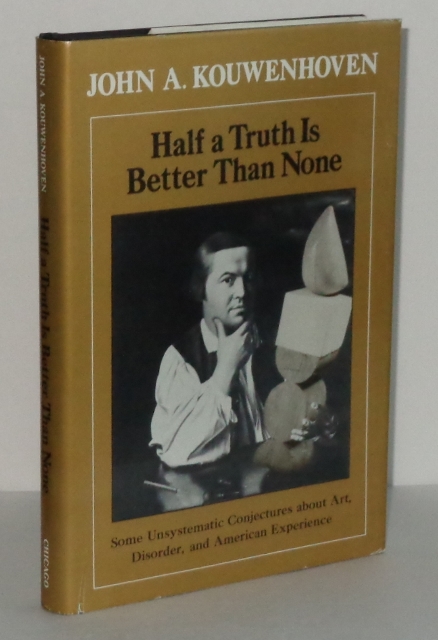 JOHN A. KOUWENHOVEN
Half a Truth Is
Better Than None
Some Unsystematic Conjectures about Art,
Disorder, and American Experience
JOHN A. KOUWENHOVEN
Half a Truth Is Better Than None
CHICAGO